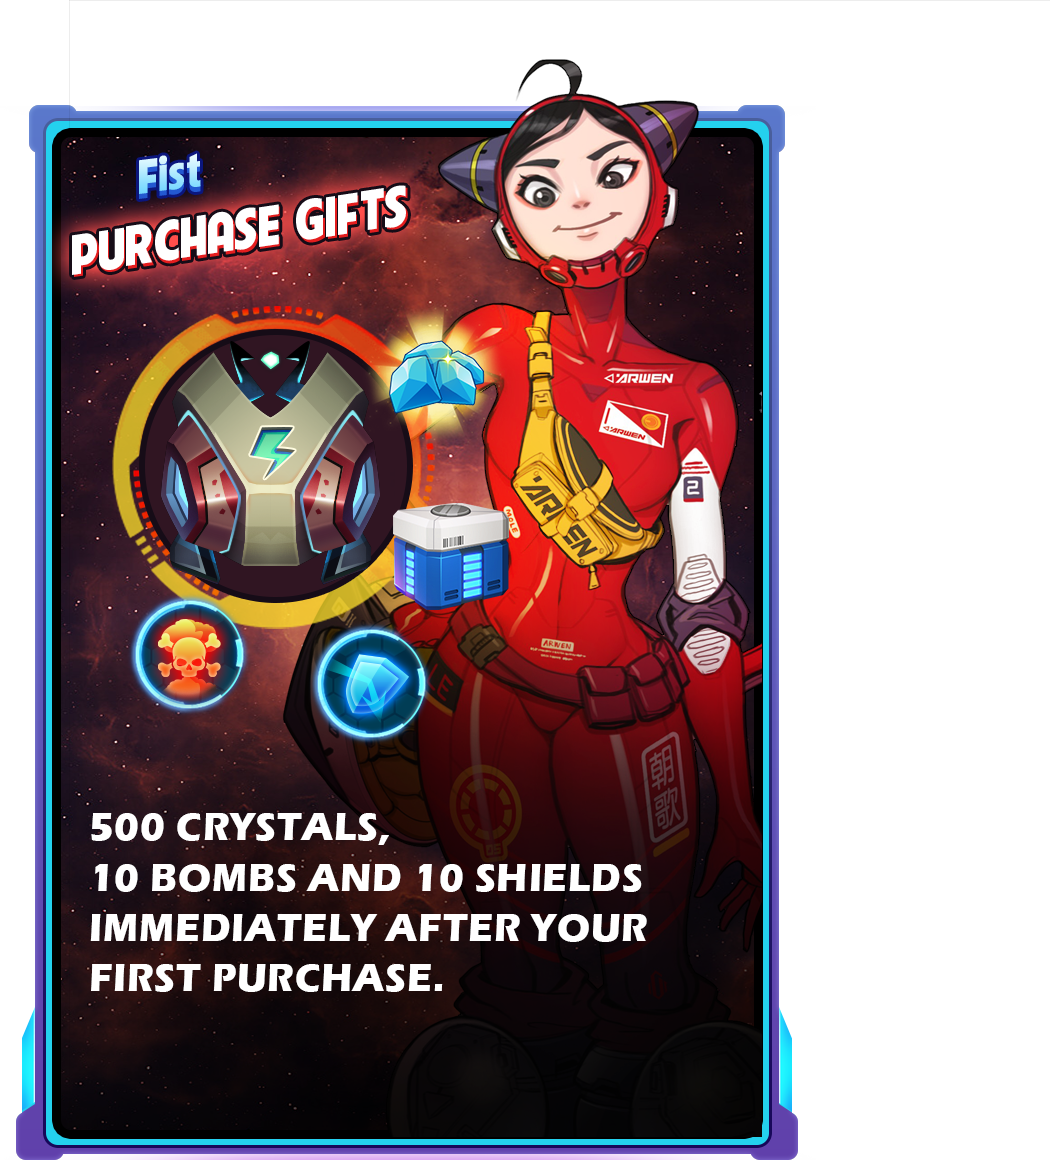 Fist
PURCHASE GIFTS
ARWEN
ARWEN
2
ARWEN
MALE
ARWEN
朝歌
500 CRYSTALS,
10 BOMBS AND 10 SHIELDS
IMMEDIATELY AFTER YOUR
FIRST PURCHASE.